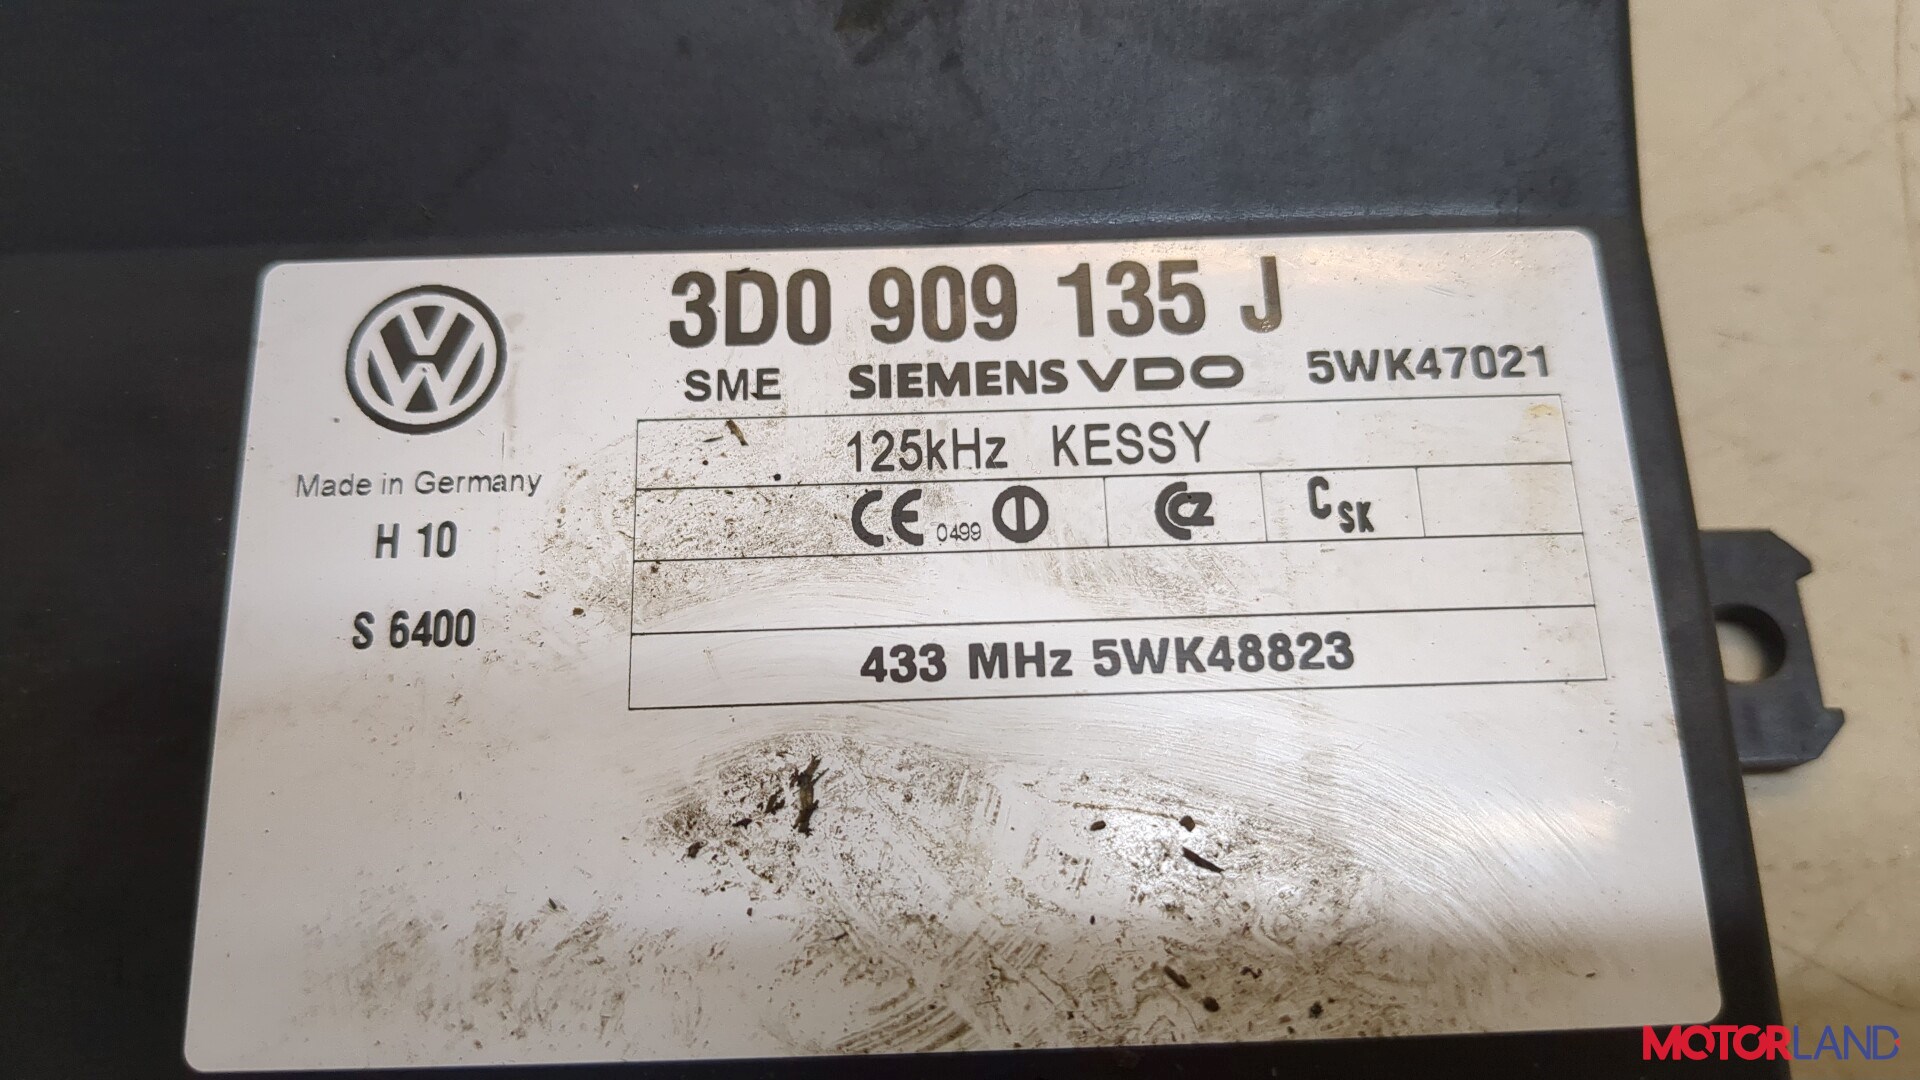 3D0 909 135 J
SME SIEMENS VDO 5WK47021
125kHz KESSY
Made in Germany
CE 0499 CZ C SK
H 10
S 6400
433 MHz 5WK48823
MOTORLAND